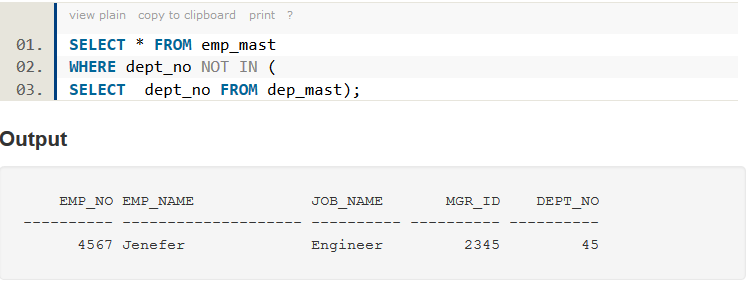 view plain copy to clipboard print ?
01. SELECT * FROM emp_mast
02. WHERE dept_no NOT IN (
03. SELECT  dept_no FROM dep_mast);
Output
EMP_NO EMP_NAME             JOB_NAME       MGR_ID    DEPT_NO
---------- -------------------- ---------- ---------- ----------
4567 Jenefer              Engineer         2345         45